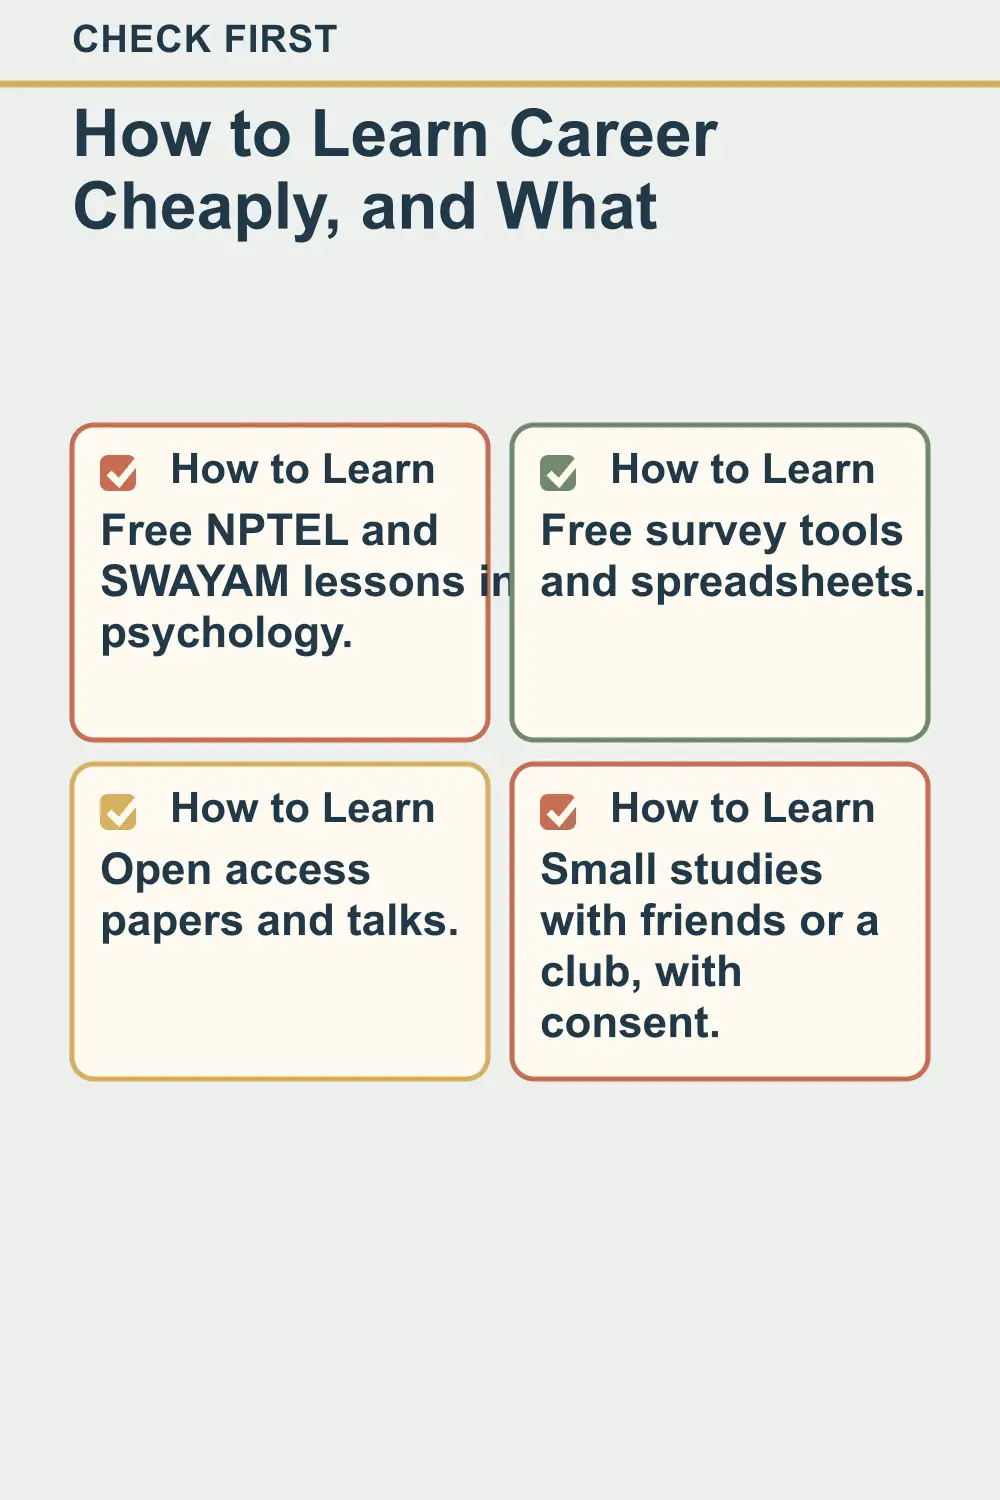 CHECK FIRST
How to Learn Career
Cheaply, and What
How to Learn
Free NPTEL and
SWAYAM lessons in
psychology.
How to Learn
Free survey tools
and spreadsheets.
How to Learn
Open access
papers and talks.
How to Learn
Small studies
with friends or a
club, with
consent.